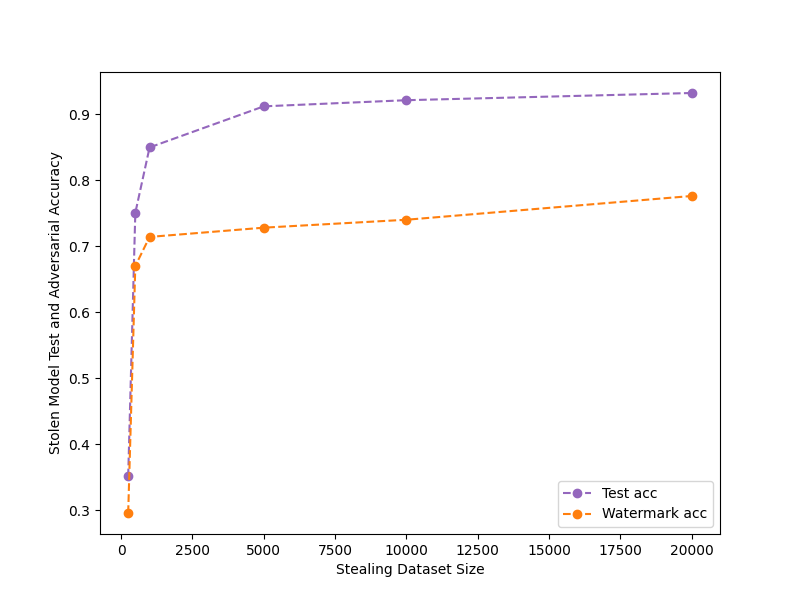 0.9
0.8
0.7
0.6
0.5
0.4
0.3
Stolen Model Test and Adversarial Accuracy
Test acc
Watermark acc
0 2500 5000 7500 10000 12500 15000 17500 20000
Stealing Dataset Size